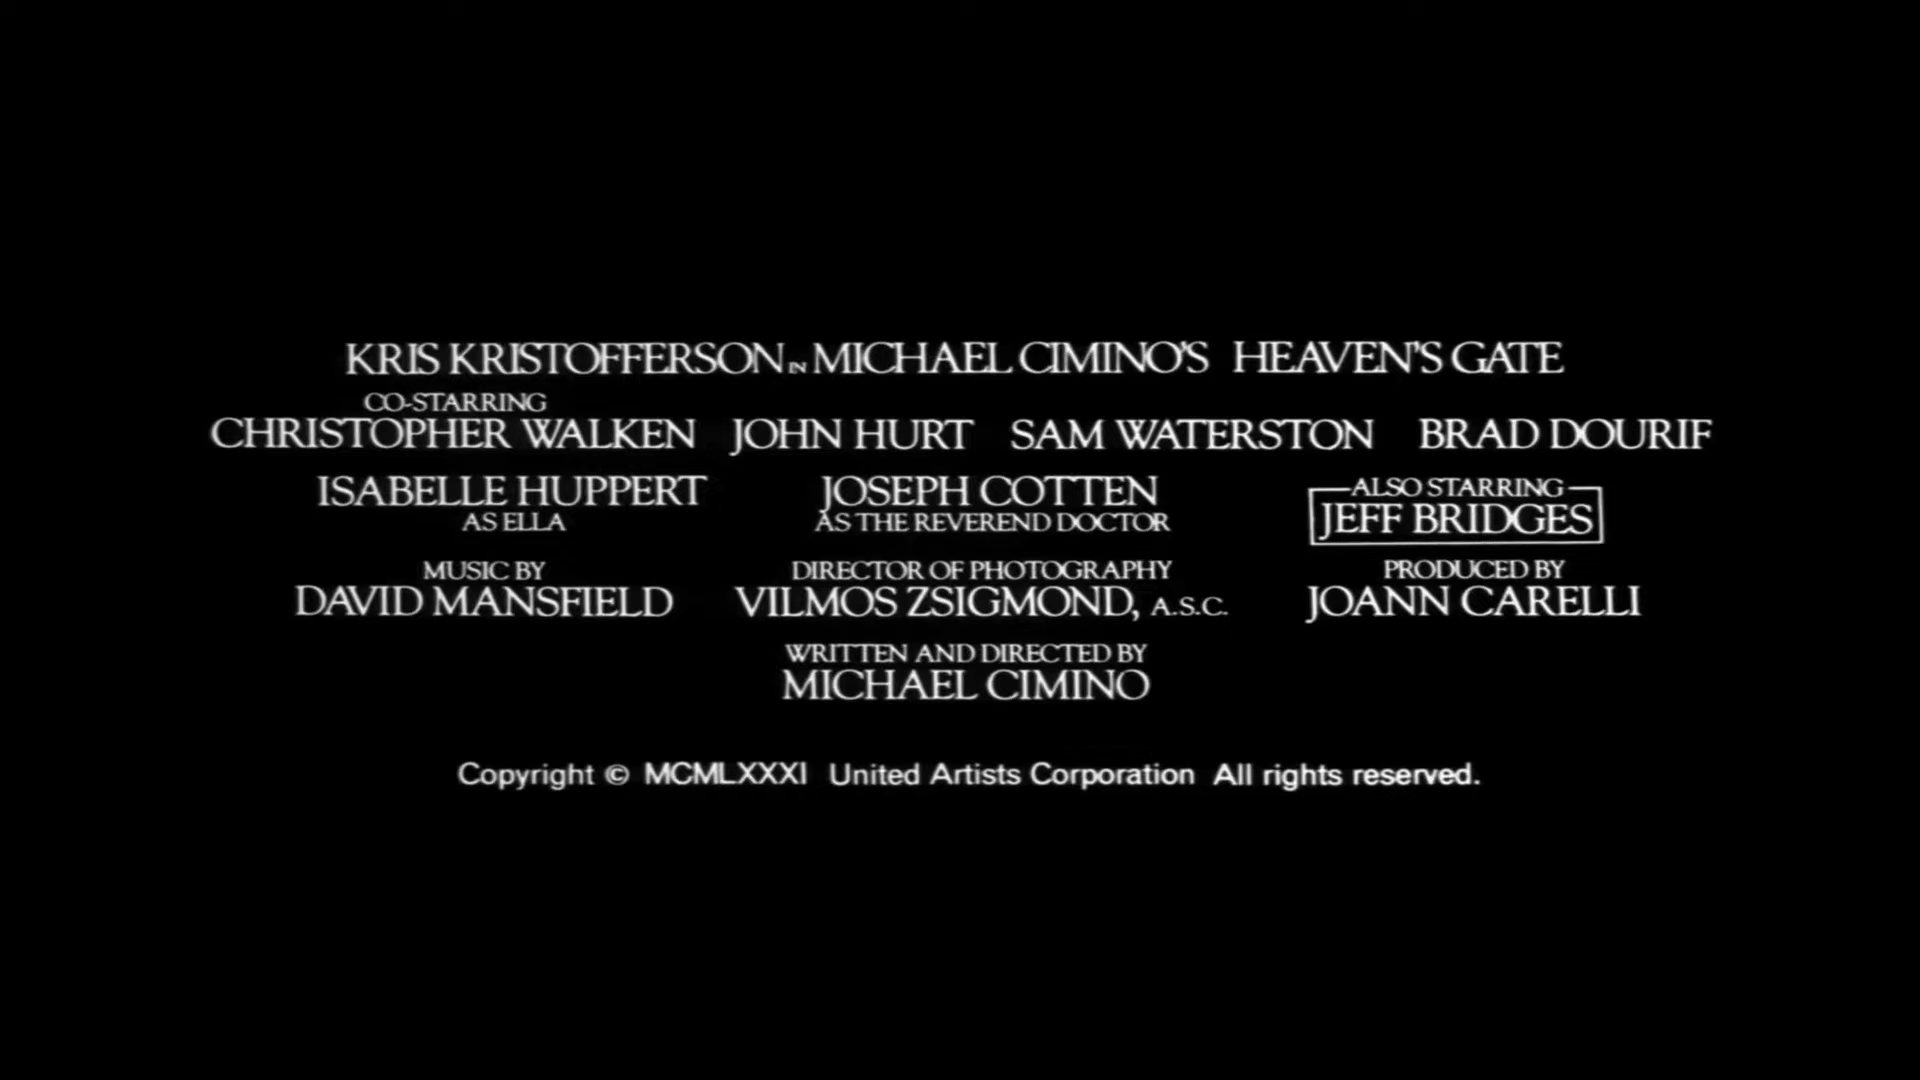 KRIS KRISTOFFERSON IN MICHAEL CIMINO'S HEAVEN'S GATE
CO-STARRING
CHRISTOPHER WALKEN JOHN HURT SAM WATERSTON BRAD DOURIF
ISABELLE HUPPERT
AS ELLA
JOSEPH COTTEN
AS THE REVEREND DOCTOR
ALSO STARRING
JEFF BRIDGES
MUSIC BY
DAVID MANSFIELD
DIRECTOR OF PHOTOGRAPHY
VILMOS ZSIGMOND, A.S.C.
PRODUCED BY
JOANN CARELLI
WRITTEN AND DIRECTED BY
MICHAEL CIMINO
Copyright © MCMLXXXI United Artists Corporation All rights reserved.